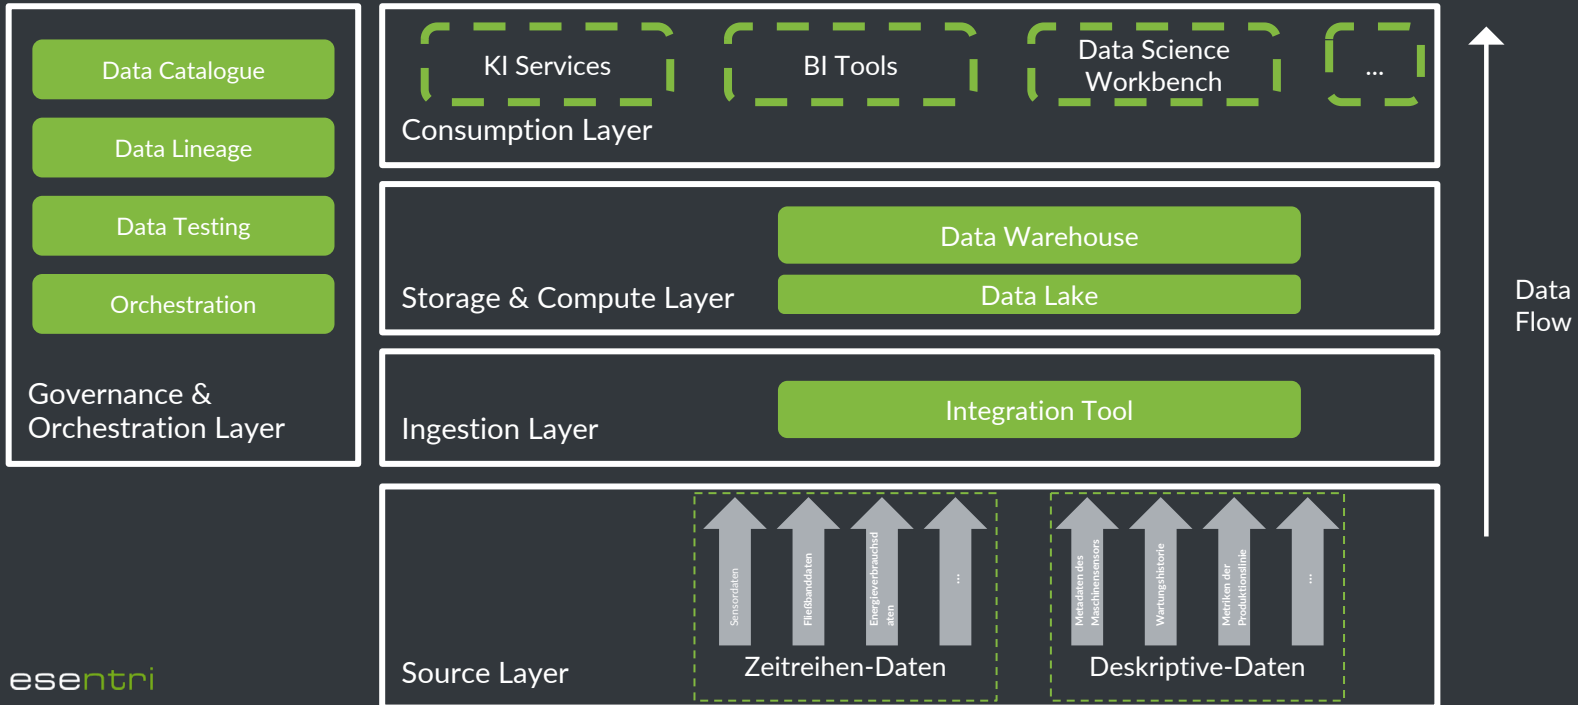 Data Catalogue
Data Lineage
Data Testing
Orchestration
Governance &
Orchestration Layer
KI Services
BI Tools
Data Science
Workbench
...
Consumption Layer
Data Warehouse
Storage & Compute Layer
Data Lake
Integration Tool
Ingestion Layer
Sensordaten
Fließbanddaten
Energieverbrauchsd
aten
...
Zeitreihen-Daten
Metadaten des
Maschinensensors
Wartungshistorie
Metriken der
Produktionslinie
...
Deskriptive-Daten
Source Layer
Data
Flow
esentri